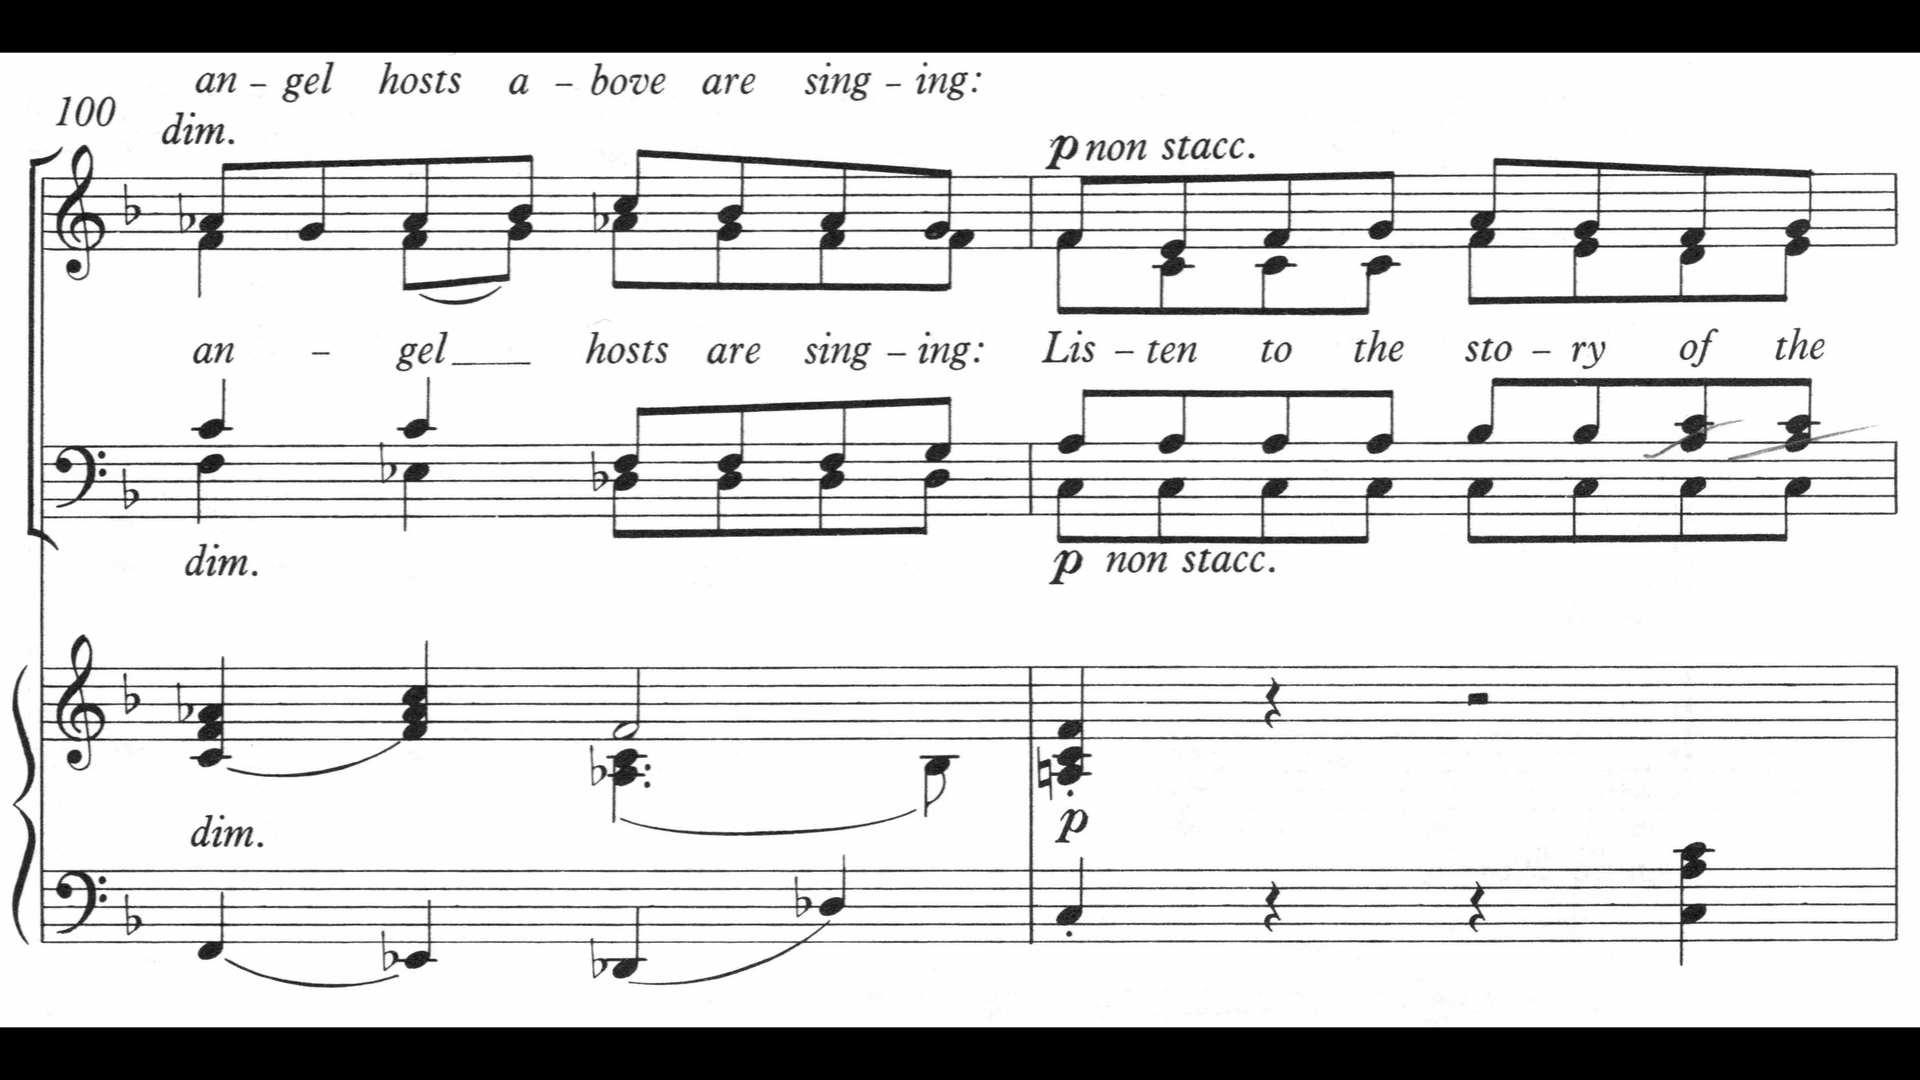 an – gel hosts a – bove are sing – ing:
100
dim.
p non stacc.
an – gel____ hosts are sing – ing: Lis – ten to the sto – ry of the
dim.
p non stacc.
dim.
p